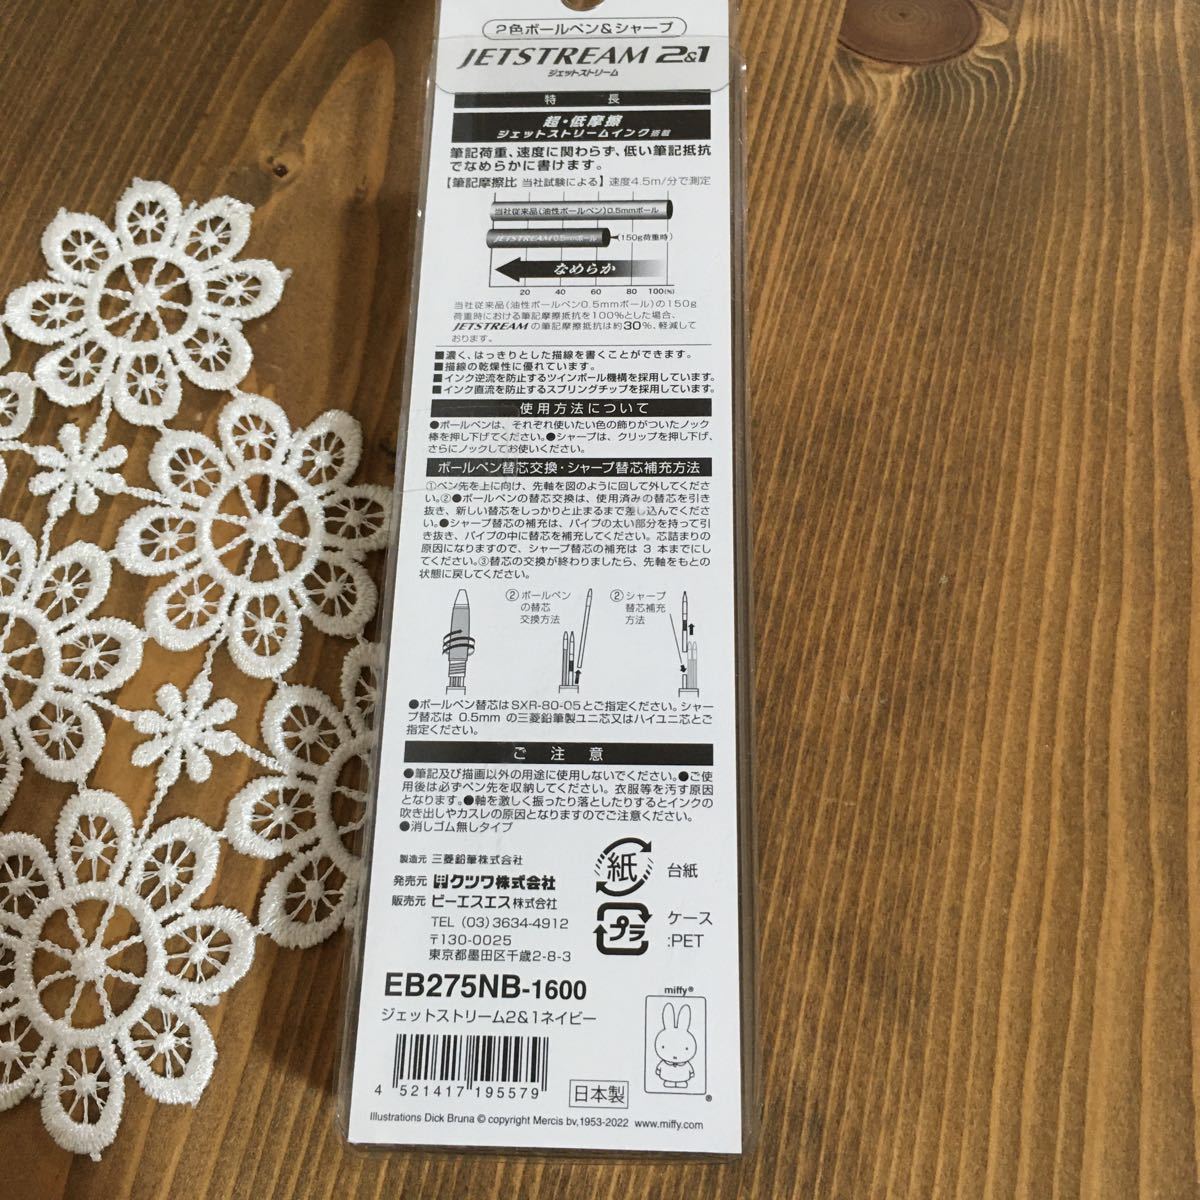 2色ボールペン&シャープ
JETSTREAM 2&1
ジェットストリーム
特長
超・低摩擦
ジェットストリームインク搭載
筆記荷重、速度に関わらず、低い筆記抵抗
でなめらかに書けます。
【筆記摩擦比 当社試験による】速度4.5m/分で測定
当社従来品(油性ボールペン)0.5mmボール
JETSTREAM 0.5mmボール (150g荷重時)
なめらか
20 40 60 80 100(%)
当社従来品(油性ボールペン0.5mmボール)の150g
荷重時における筆記摩擦抵抗を100%とした場合、
JETSTREAMの筆記摩擦抵抗は約30%、軽減して
おります。
■濃く、はっきりとした描線を書くことができます。
■描線の乾燥性に優れています。
■インク逆流を防止するツインボール機構を採用しています。
■インク直流を防止するスプリングチップを採用しています。
使用方法について
●ボールペンは、それぞれ使いたい色の飾りがついたノック
棒を押し下げてください。●シャープは、クリップを押し下げ、
さらにノックしてお使いください。
ボールペン替芯交換・シャープ替芯補充方法
①ペン先を上に向け、先軸を図のように回して外してくださ
い。②●ボールペンの替芯交換は、使用済みの替芯を引き
抜き、新しい替芯をしっかりと止まるまで差し込んでくださ
い。●シャープ替芯の補充は、パイプの太い部分を持って引
き抜き、パイプの中に替芯を補充してください。芯詰まりの
原因になりますので、シャープ替芯の補充は 3 本までにし
てください。③替芯の交換が終わりましたら、先軸をもとの
状態に戻してください。
②ボールペン
の替芯
交換方法
②シャープ
替芯補充
方法
●ボールペン替芯はSXR-80-05とご指定ください。シャー
プ替芯は 0.5mm の三菱鉛筆製ユニ芯又はハイユニ芯とご
指定ください。
ご注意
●筆記及び描画以外の用途に使用しないでください。●ご使
用後は必ずペン先を収納してください。衣服等を汚す原因
となります。●軸を激しく振ったり落としたりするとインクの
吹き出しやカスレの原因となりますのでご注意ください。
●消しゴム無しタイプ
製造元 三菱鉛筆株式会社
発売元 クツワ株式会社
販売元 ビーエスエス株式会社
TEL (03)3634-4912
〒130-0025
東京都墨田区千歳2-8-3
紙 台紙
プラ ケース
:PET
EB275NB-1600
ジェットストリーム2&1ネイビー
miffy®
®
4 521417 195579
日本製
Illustrations Dick Bruna © copyright Mercis bv,1953-2022 www.miffy.com